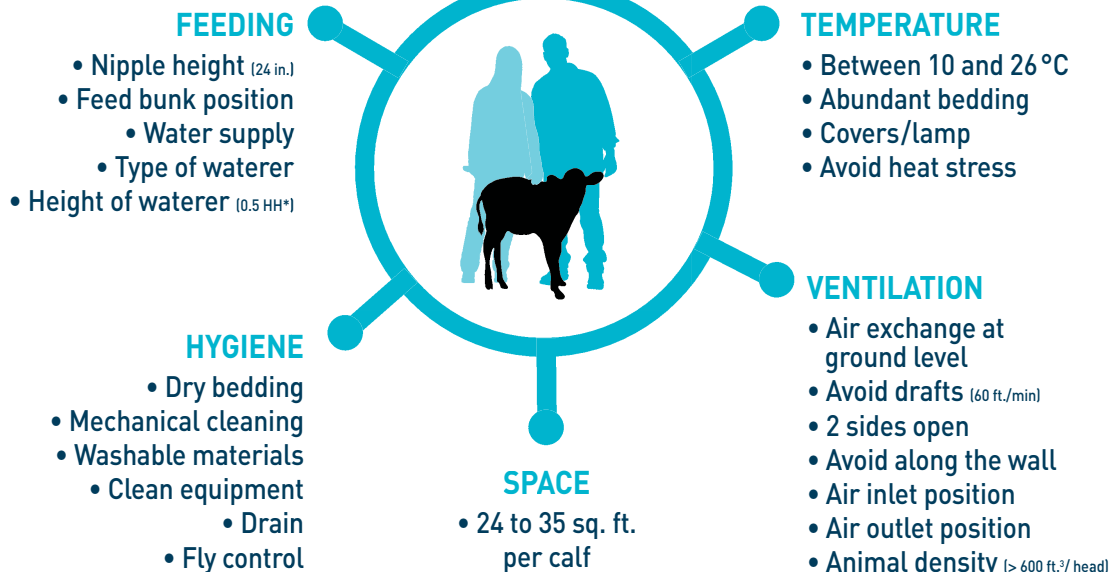 FEEDING
• Nipple height (24 in.)
• Feed bunk position
• Water supply
• Type of waterer
• Height of waterer (0.5 HH*)
TEMPERATURE
• Between 10 and 26 °C
• Abundant bedding
• Covers/lamp
• Avoid heat stress
HYGIENE
• Dry bedding
• Mechanical cleaning
• Washable materials
• Clean equipment
• Drain
• Fly control
SPACE
• 24 to 35 sq. ft.
per calf
VENTILATION
• Air exchange at
ground level
• Avoid drafts (60 ft./min)
• 2 sides open
• Avoid along the wall
• Air inlet position
• Air outlet position
• Animal density (> 600 ft.³/ head)